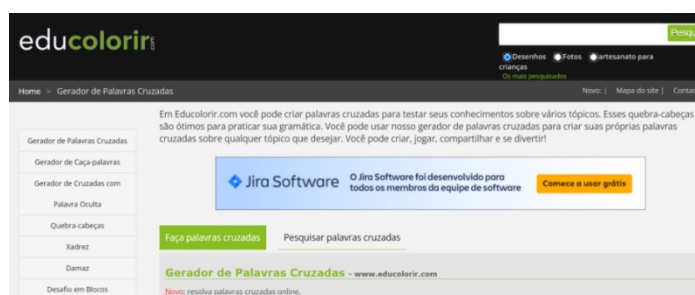 educolorir
Desenhos Fotos artesanato para
crianças
Os mais pesquisados
Home > Gerador de Palavras Cruzadas
Novo: | Mapa do site |
Em Educolorir.com você pode criar palavras cruzadas para testar seus conhecimentos sobre vários tópicos. Esses quebra-cabeças
são ótimos para praticar sua gramática. Você pode usar nosso gerador de palavras cruzadas para criar suas próprias palavras
cruzadas sobre qualquer tópico que desejar. Você pode criar, jogar, compartilhar e se divertir!
Gerador de Palavras Cruzadas
Gerador de Caça-palavras
Gerador de Cruzadas com
Palavra Oculta
Quebra-cabeças
Xadrez
Damaz
Desafio em Blocos
Jira Software
O Jira Software foi desenvolvido para
todos os membros da equipe de software
Comece a usar grátis
Faça palavras cruzadas
Pesquisar palavras cruzadas
Gerador de Palavras Cruzadas - www.educolorir.com
Novo: resolva palavras cruzadas online.